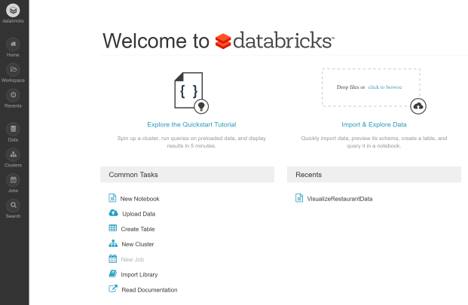 databricks
Home
Workspace
Recents
Data
Clusters
Jobs
Search
Welcome to databricks™
{ }
Explore the Quickstart Tutorial
Spin up a cluster, run queries on preloaded data, and display
results in 5 minutes.
Drop files or click to browse
Import & Explore Data
Quickly import data, preview its schema, create a table, and
query it in a notebook.
Common Tasks
New Notebook
Upload Data
Create Table
New Cluster
New Job
Import Library
Read Documentation
Recents
VisualizeRestaurantData